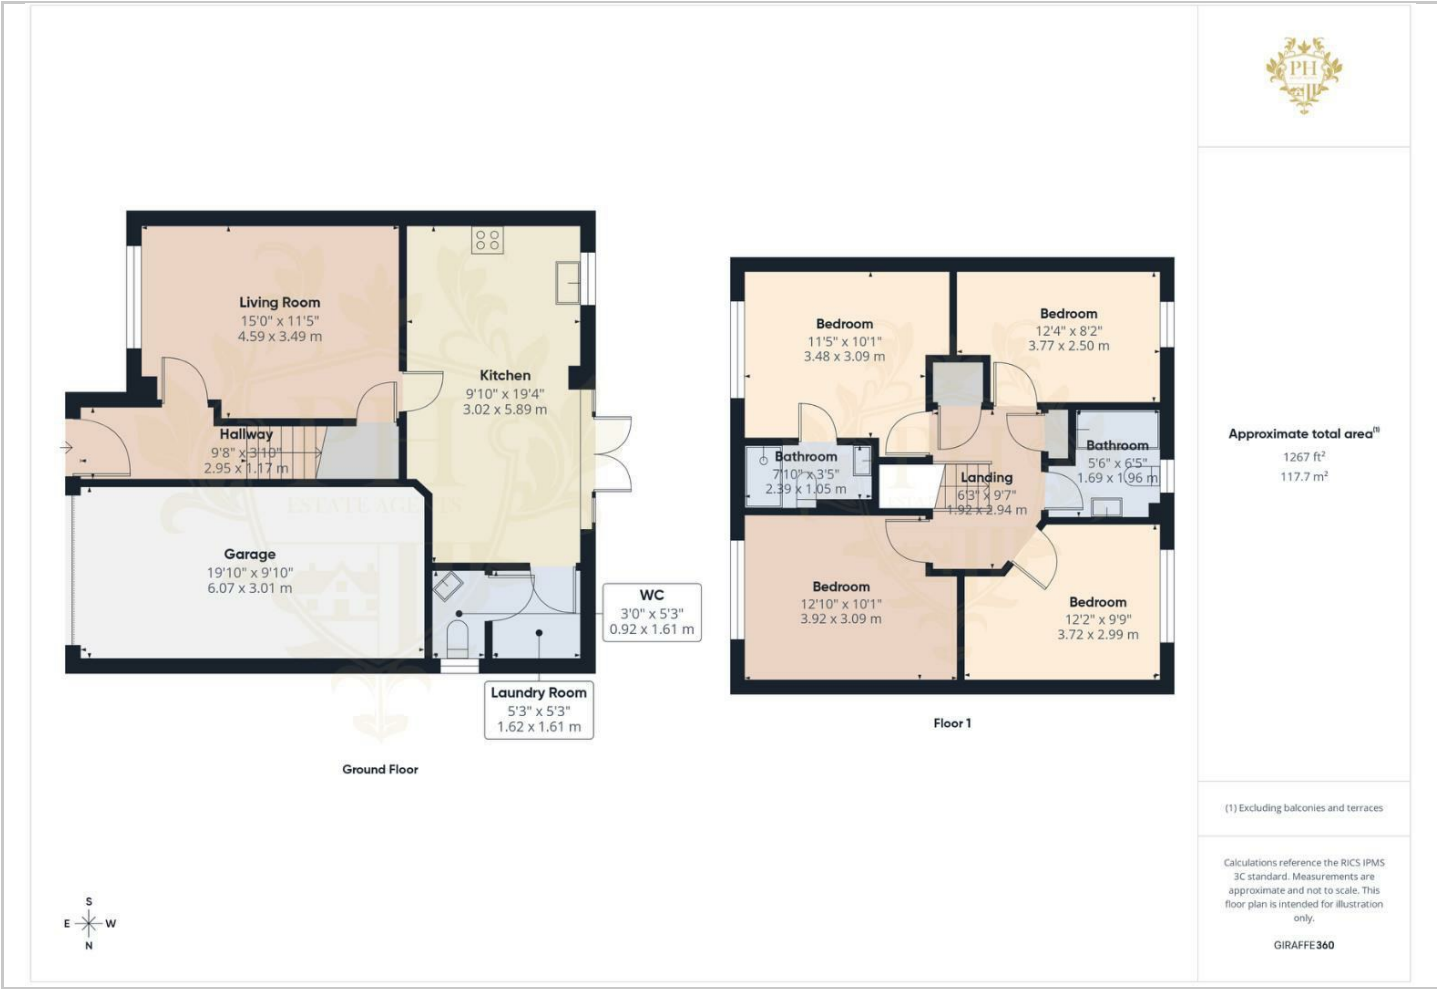 PH
Living Room
15'0" x 11'5"
4.59 x 3.49 m
Kitchen
9'10" x 19'4"
3.02 x 5.89 m
Hallway
9'8" x 3'10"
2.95 x 1.17 m
Garage
19'10" x 9'10"
6.07 x 3.01 m
WC
3'0" x 5'3"
0.92 x 1.61 m
Laundry Room
5'3" x 5'3"
1.62 x 1.61 m
PH
ESTATE AGENTS
Ground Floor
Bedroom
11'5" x 10'1"
3.48 x 3.09 m
Bedroom
12'4" x 8'2"
3.77 x 2.50 m
Bathroom
7'10" x 3'5"
2.39 x 1.05 m
Bathroom
5'6" x 6'5"
1.69 x 1.96 m
Landing
6'3" x 9'7"
1.92 x 2.94 m
Bedroom
12'10" x 10'1"
3.92 x 3.09 m
Bedroom
12'2" x 9'9"
3.72 x 2.99 m
Floor 1
Approximate total area(1)
1267 ft²
117.7 m²
(1) Excluding balconies and terraces
Calculations reference the RICS IPMS
3C standard. Measurements are
approximate and not to scale. This
floor plan is intended for illustration
only.
GIRAFFE360
S
E W
N